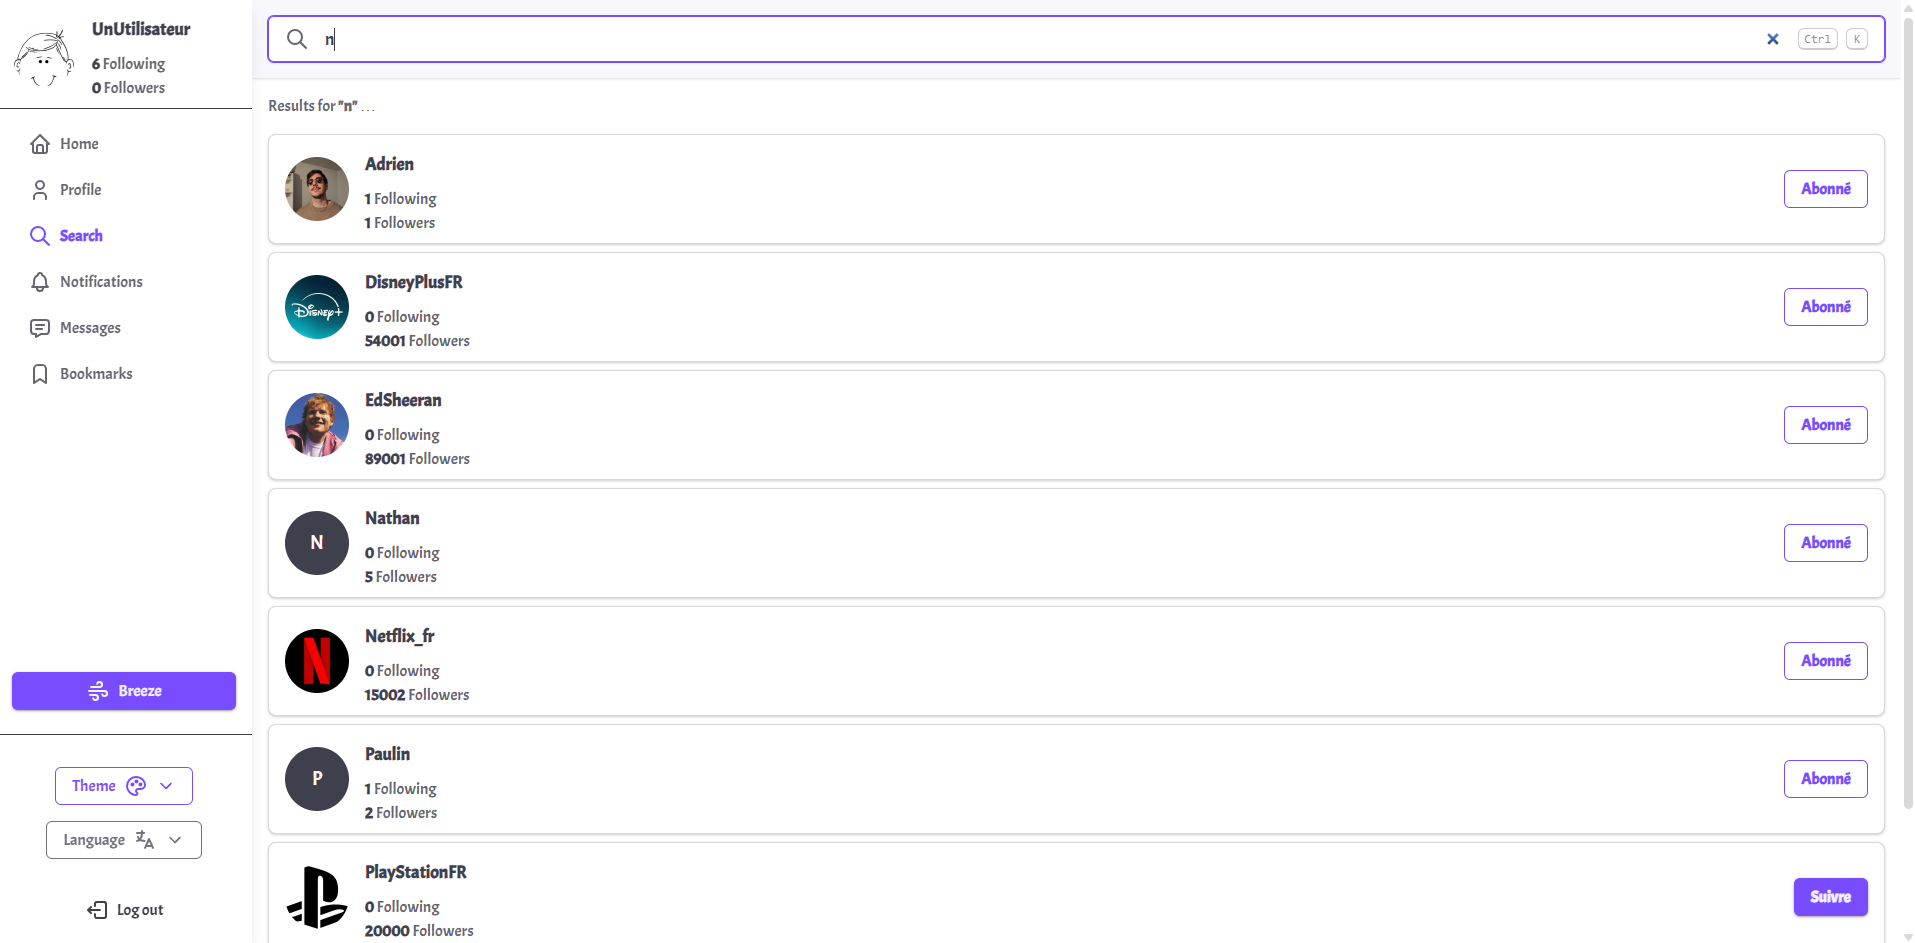 UnUtilisateur
6 Following
0 Followers
Home
Profile
Search
Notifications
Messages
Bookmarks
Breeze
Theme
Language
Log out
n
Ctrl K
Results for "n" ...
Adrien
1 Following
1 Followers
Abonné
Disney+
DisneyPlusFR
0 Following
54001 Followers
Abonné
EdSheeran
0 Following
89001 Followers
Abonné
N
Nathan
0 Following
5 Followers
Abonné
N
Netflix_fr
0 Following
15002 Followers
Abonné
P
Paulin
1 Following
2 Followers
Abonné
PlayStationFR
0 Following
20000 Followers
Suivre